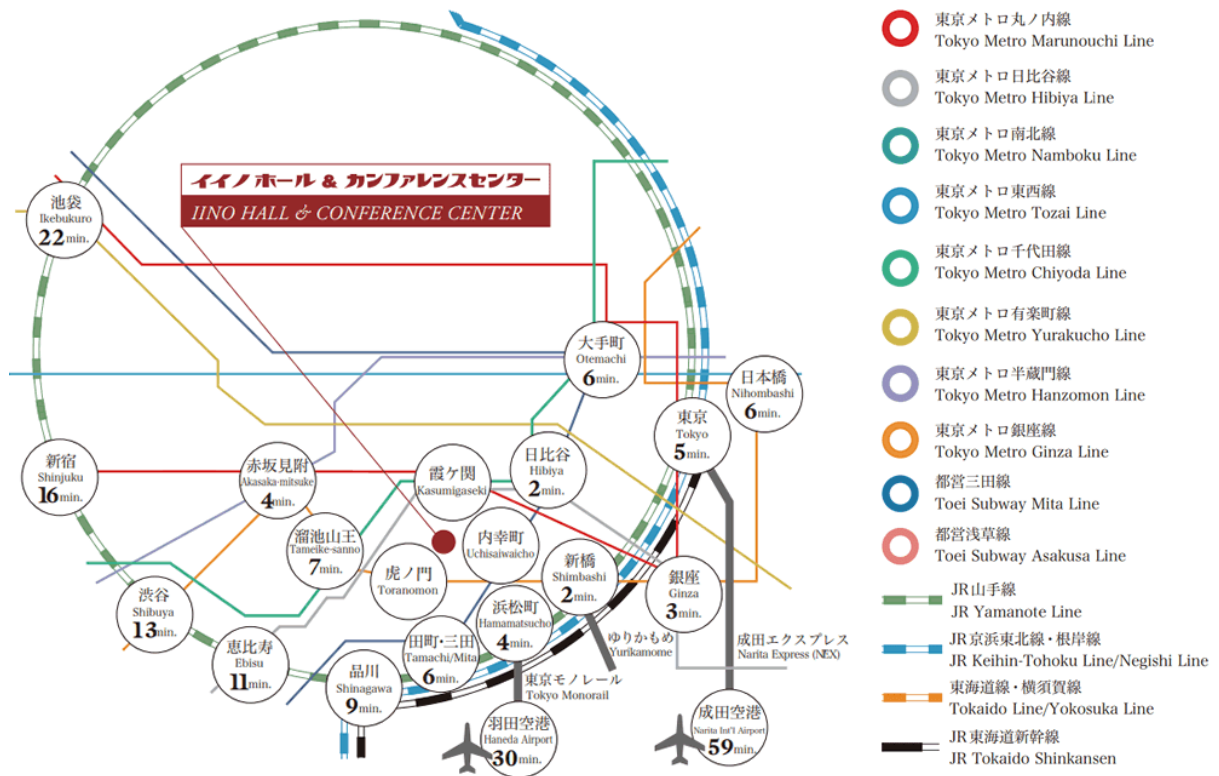 イイノホール & カンファレンスセンター
IINO HALL & CONFERENCE CENTER
池袋
Ikebukuro
22min.
大手町
Otemachi
6min.
日本橋
Nihombashi
6min.
東京
Tokyo
5min.
新宿
Shinjuku
16min.
赤坂見附
Akasaka-mitsuke
4min.
霞ケ関
Kasumigaseki
日比谷
Hibiya
2min.
溜池山王
Tameike-sanno
7min.
内幸町
Uchisaiwaicho
虎ノ門
Toranomon
新橋
Shimbashi
2min.
銀座
Ginza
3min.
渋谷
Shibuya
13min.
恵比寿
Ebisu
11min.
浜松町
Hamamatsucho
4min.
田町・三田
Tamachi/Mita
6min.
品川
Shinagawa
9min.
ゆりかもめ
Yurikamome
成田エクスプレス
Narita Express (NEX)
東京モノレール
Tokyo Monorail
羽田空港
Haneda Airport
30min.
成田空港
Narita Int'l Airport
59min.
東京メトロ丸ノ内線
Tokyo Metro Marunouchi Line
東京メトロ日比谷線
Tokyo Metro Hibiya Line
東京メトロ南北線
Tokyo Metro Namboku Line
東京メトロ東西線
Tokyo Metro Tozai Line
東京メトロ千代田線
Tokyo Metro Chiyoda Line
東京メトロ有楽町線
Tokyo Metro Yurakucho Line
東京メトロ半蔵門線
Tokyo Metro Hanzomon Line
東京メトロ銀座線
Tokyo Metro Ginza Line
都営三田線
Toei Subway Mita Line
都営浅草線
Toei Subway Asakusa Line
JR山手線
JR Yamanote Line
JR京浜東北線・根岸線
JR Keihin-Tohoku Line/Negishi Line
東海道線・横須賀線
Tokaido Line/Yokosuka Line
JR東海道新幹線
JR Tokaido Shinkansen